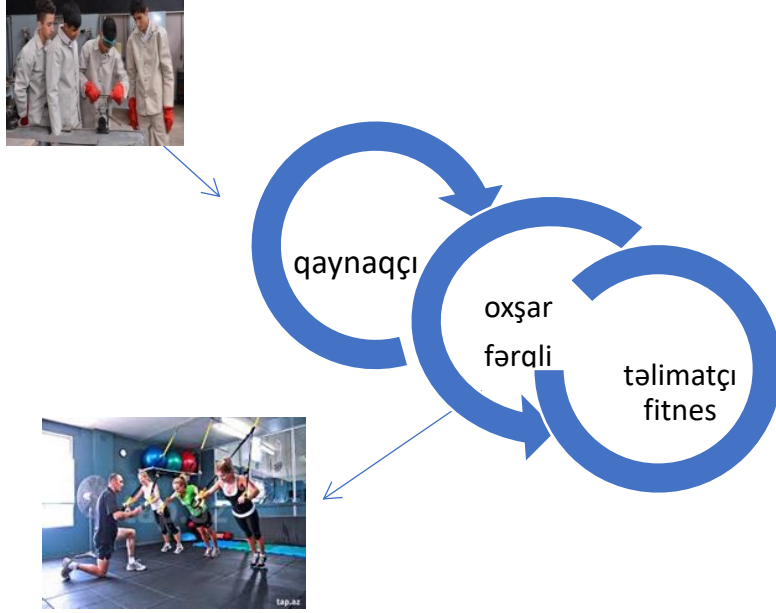 qaynaqçı
oxşar
fərqli
təlimatçı
fitnes
tap.az